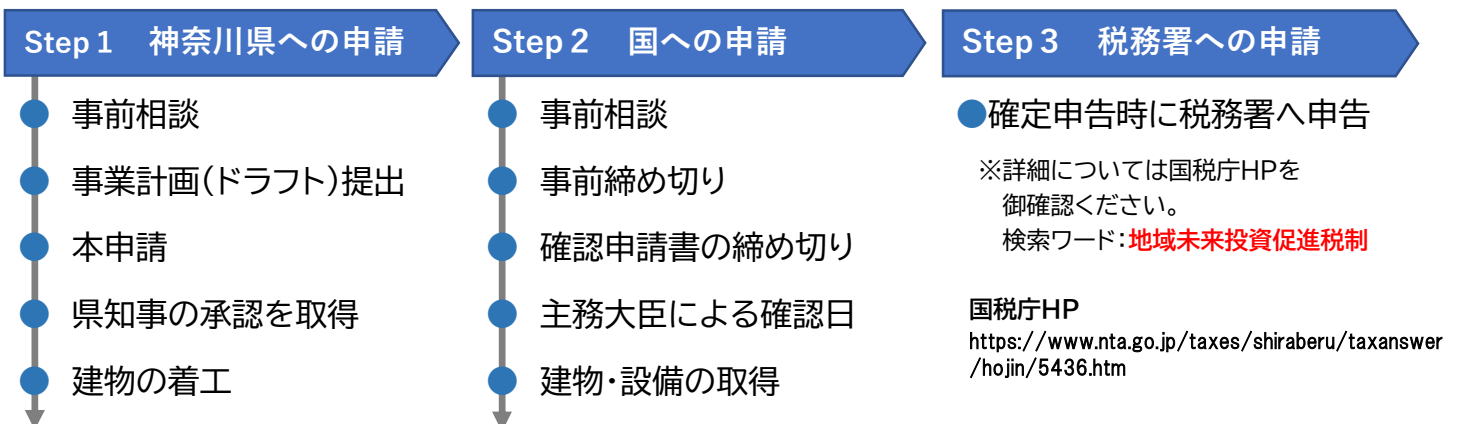 Step 1　神奈川県への申請
事前相談
事業計画(ドラフト)提出
本申請
県知事の承認を取得
建物の着工
Step 2　国への申請
事前相談
事前締め切り
確認申請書の締め切り
主務大臣による確認日
建物・設備の取得
Step 3　税務署への申請
●確定申告時に税務署へ申告
※詳細については国税庁HPを
御確認ください。
検索ワード:地域未来投資促進税制
国税庁HP
https://www.nta.go.jp/taxes/shiraberu/taxanswer
/hojin/5436.htm